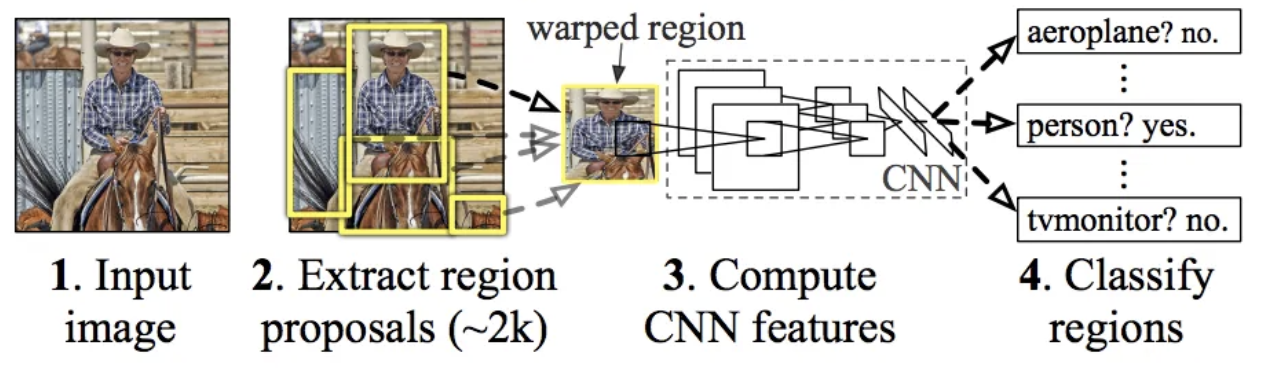 warped region
aeroplane? no.
person? yes.
CNN
tvmonitor? no.
1. Input
image
2. Extract region
proposals (~2k)
3. Compute
CNN features
4. Classify
regions